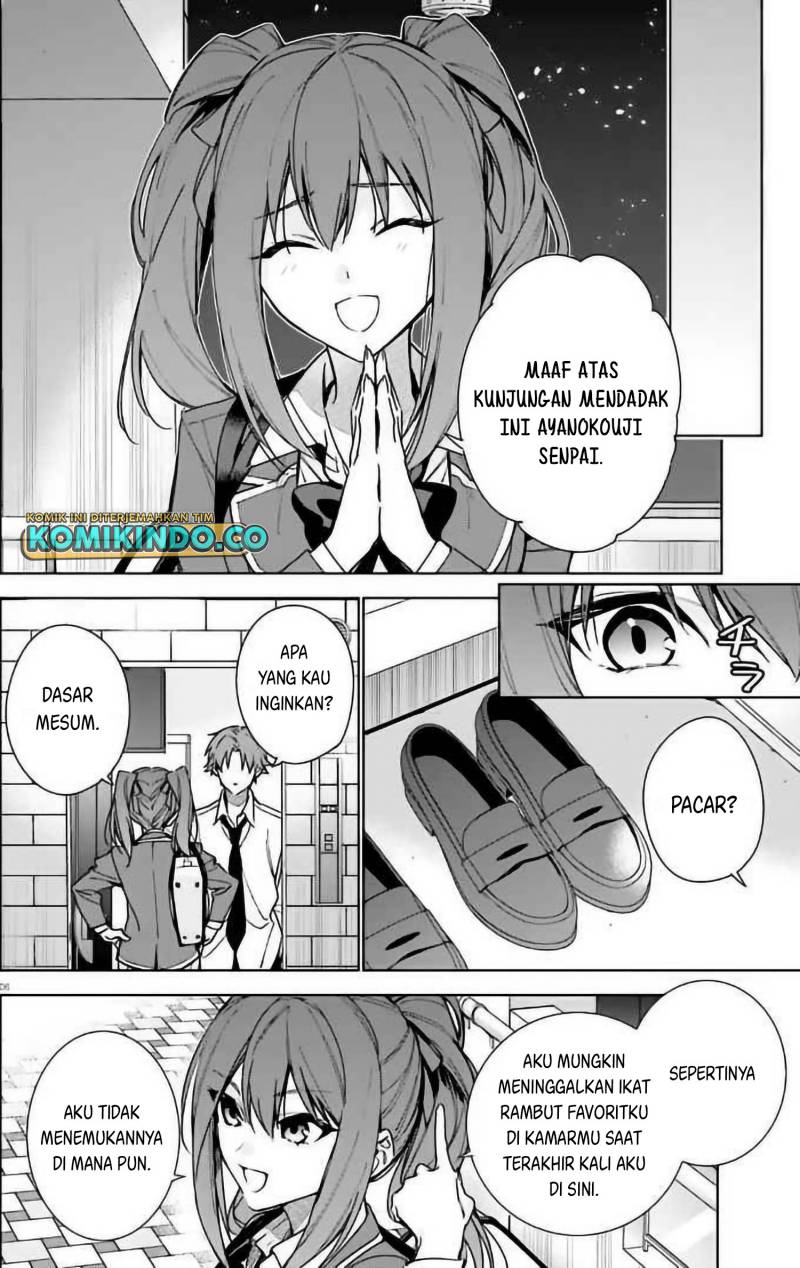 MAAF ATAS
KUNJUNGAN MENDADAK
INI AYANOKOUJI
SENPAI.
KOMIK INI DITERJEMAHKAN TIM
KOMIKINDO.CO
チラ
PACAR?
APA
YANG KAU
INGINKAN?
DASAR
MESUM.
SEPERTINYA
AKU MUNGKIN
MENINGGALKAN IKAT
RAMBUT FAVORITKU
DI KAMARMU SAAT
TERAKHIR KALI AKU
DI SINI.
AKU TIDAK
MENEMUKANNYA
DI MANA PUN.